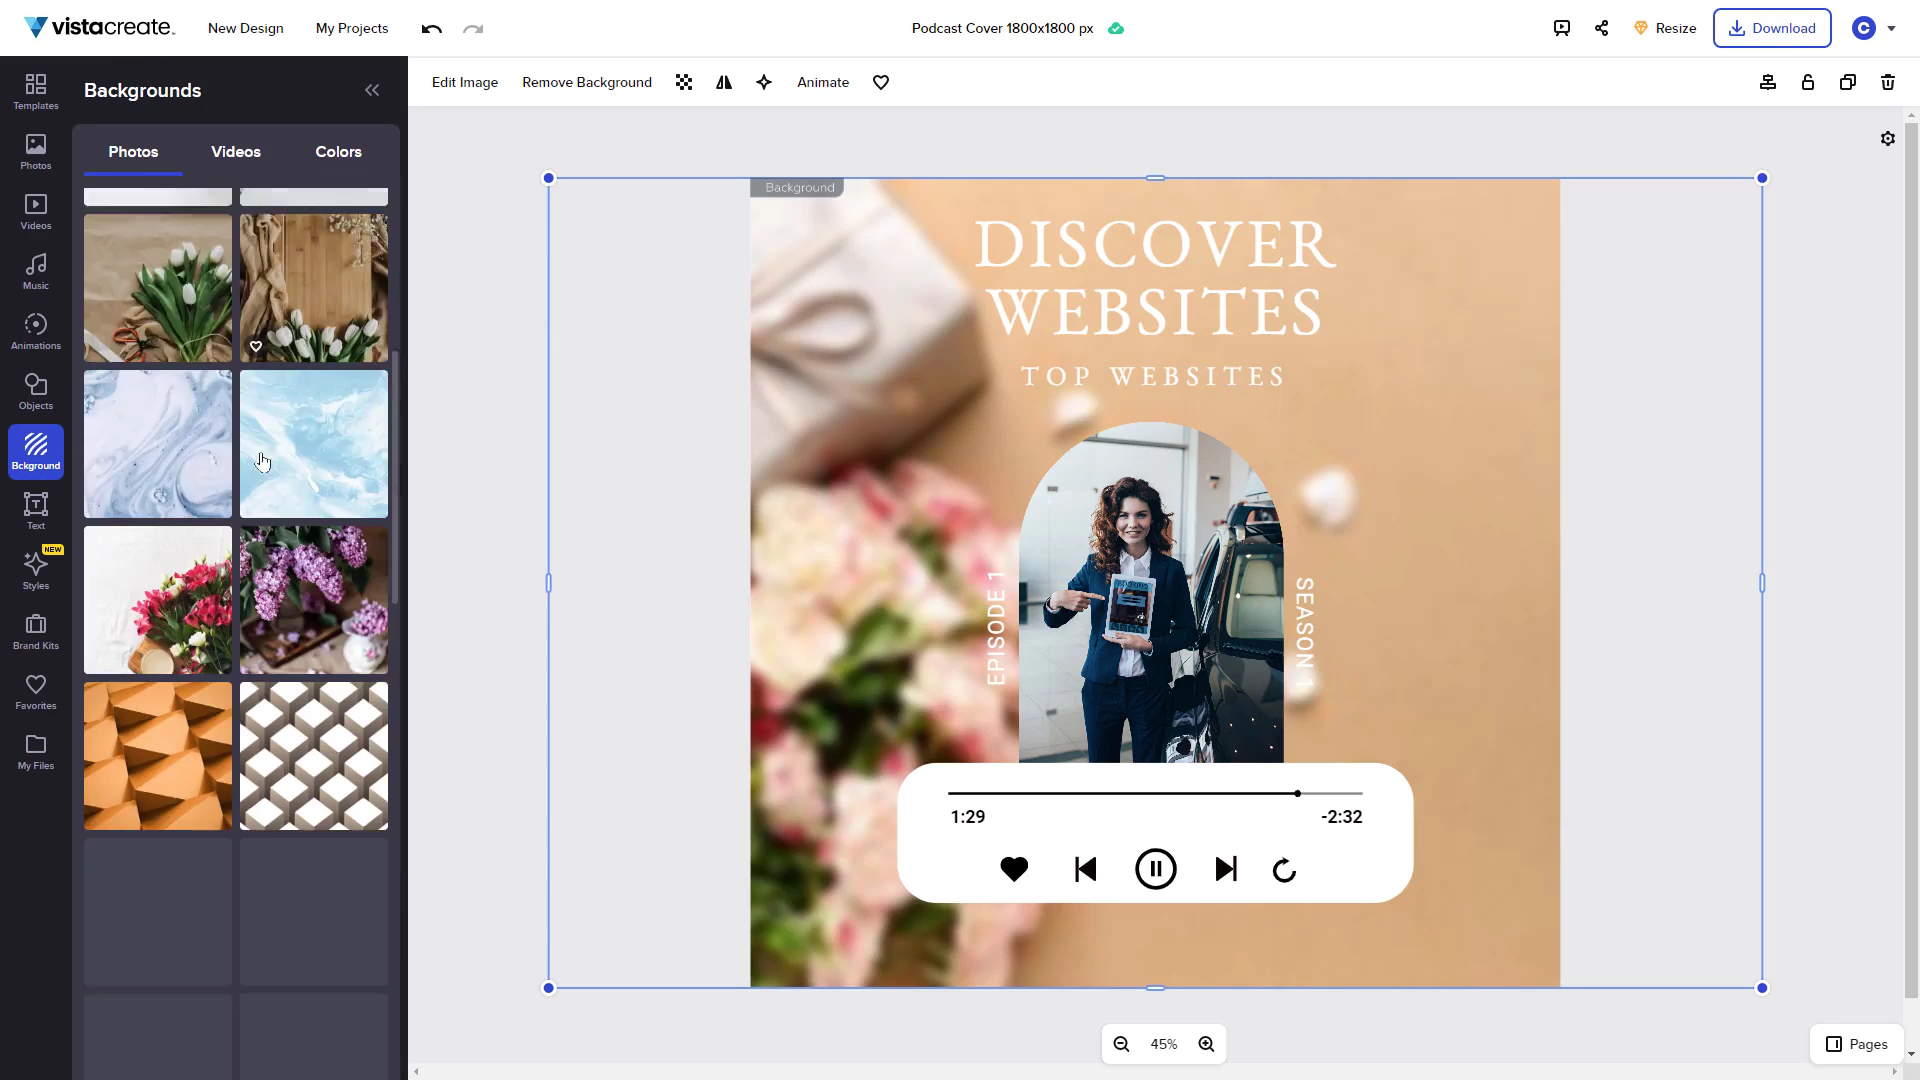 vistacreate
New Design
My Projects
Podcast Cover 1800x1800 px
Resize
Download
C
Templates
Photos
Videos
Music
Animations
Objects
Bckground
Text
NEW
Styles
Brand Kits
Favorites
My Files
Backgrounds
Photos
Videos
Colors
Edit Image
Remove Background
Animate
Background
DISCOVER
WEBSITES
TOP WEBSITES
EPISODE 1
SEASON 1
BOOKING
1:29
-2:32
45%
Pages